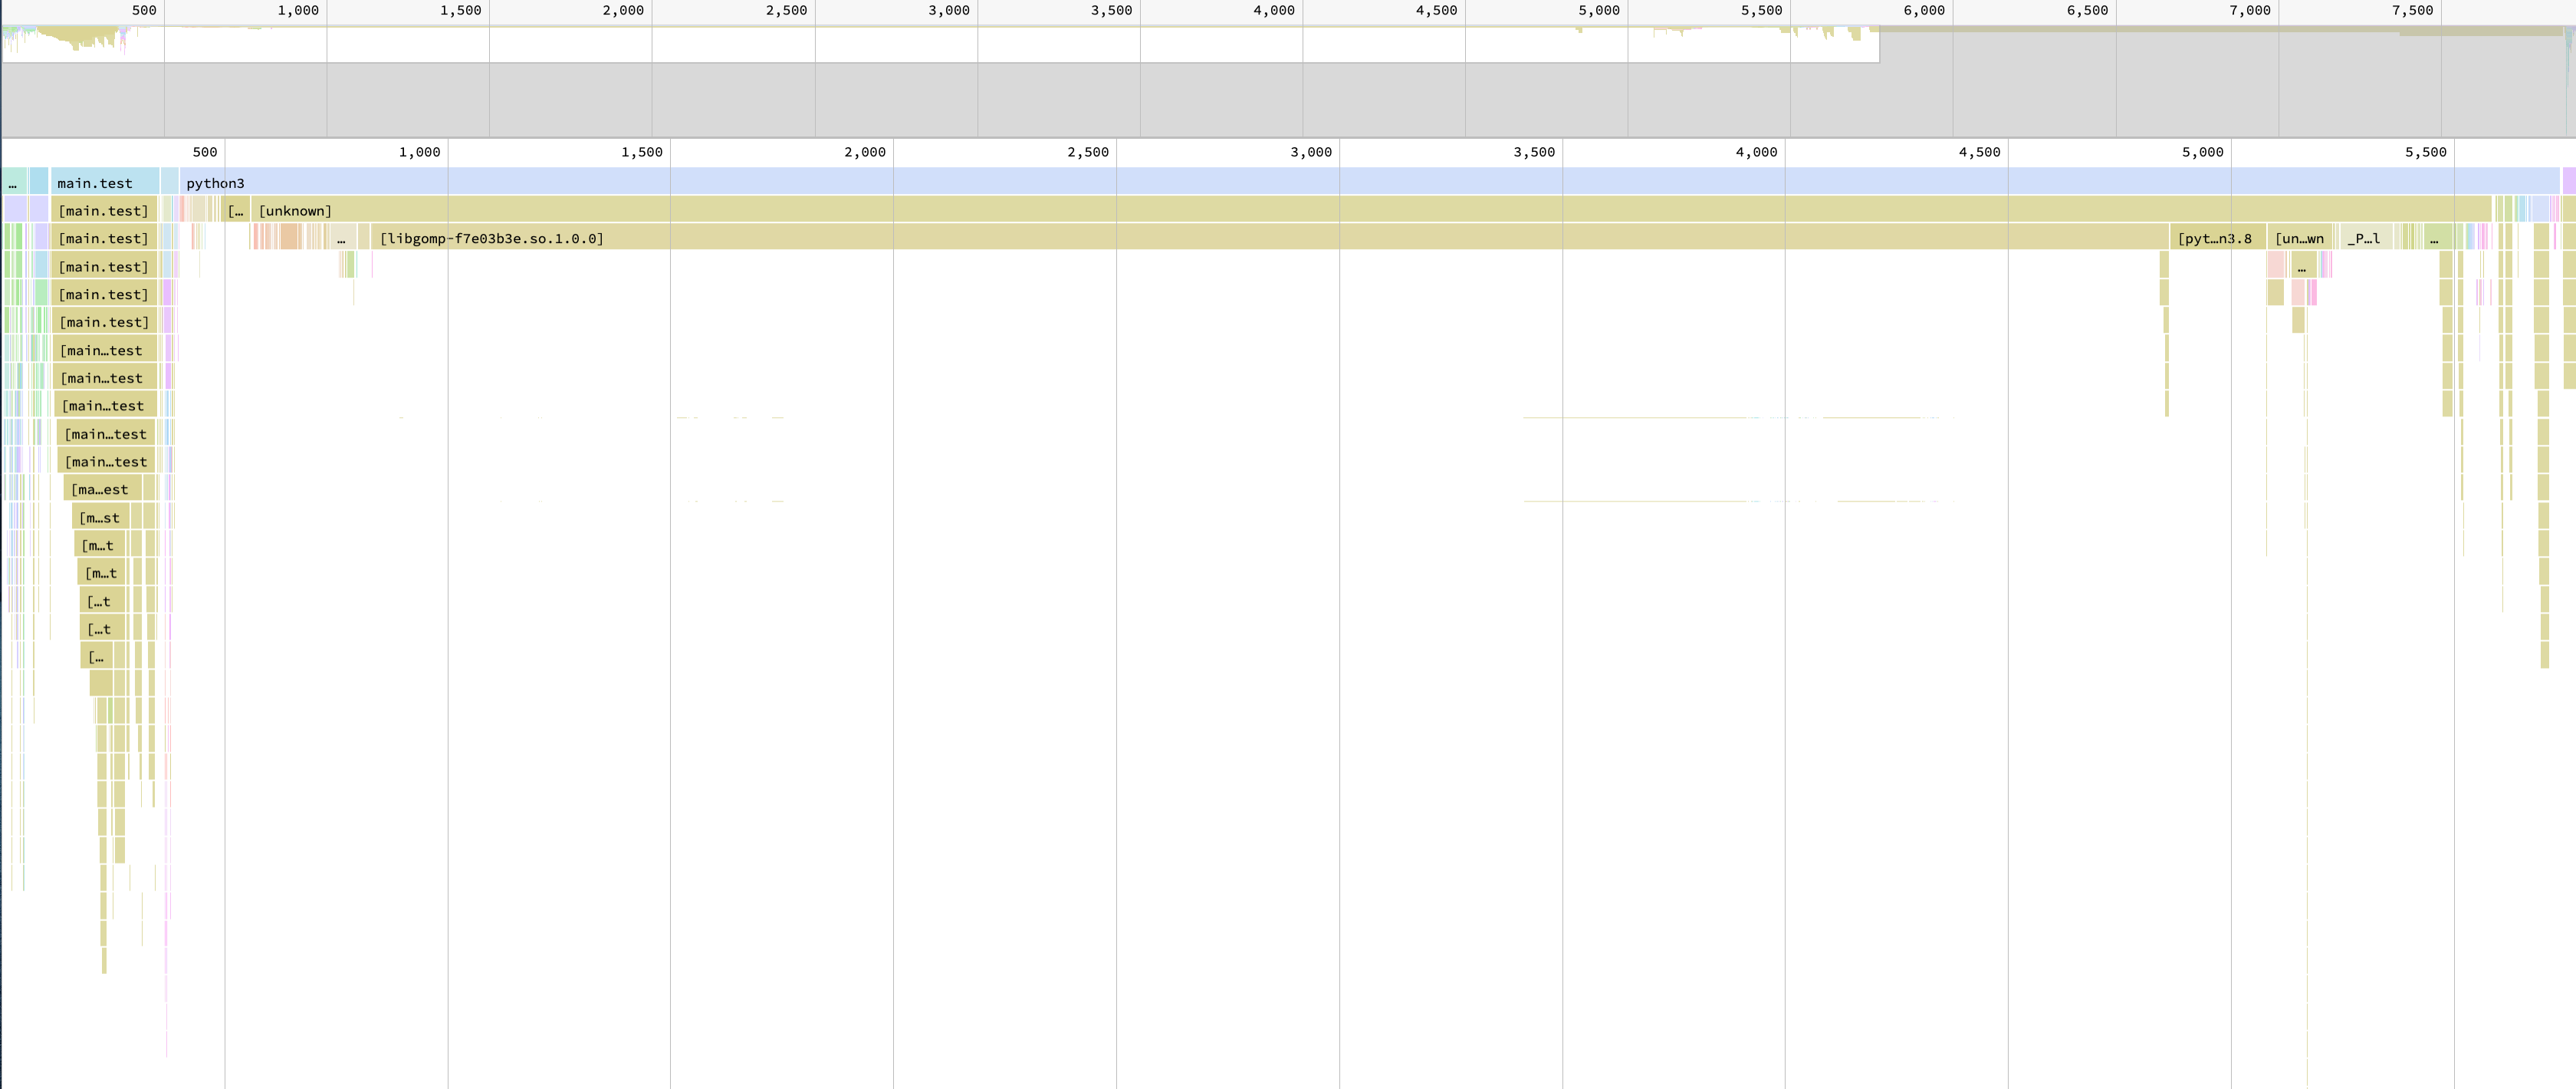 500 1,000 1,500 2,000 2,500 3,000 3,500 4,000 4,500 5,000 5,500 6,000 6,500 7,000 7,500
500 1,000 1,500 2,000 2,500 3,000 3,500 4,000 4,500 5,000 5,500
… main.test python3
[main.test] [… [unknown]
[main.test] … [libgomp-f7e03b3e.so.1.0.0] [pyt…n3.8 [un…wn _P…l …
[main.test] …
[main.test]
[main.test]
[main…test
[main…test
[main…test
[main…test
[main…test
[ma…est
[m…st
[m…t
[m…t
[…t
[…t
[…